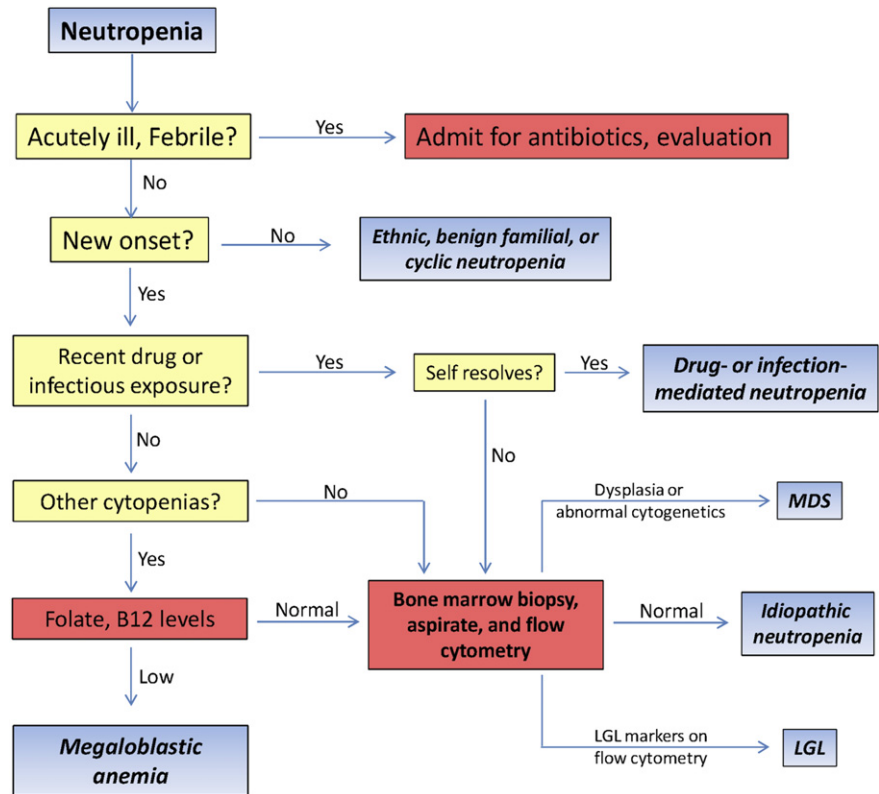 Neutropenia
Acutely ill, Febrile?
Yes
Admit for antibiotics, evaluation
No
New onset?
No
Ethnic, benign familial, or
cyclic neutropenia
Yes
Recent drug or
infectious exposure?
Yes
Self resolves?
Yes
Drug- or infection-
mediated neutropenia
No
No
Other cytopenias?
No
Dysplasia or
abnormal cytogenetics
MDS
Yes
Folate, B12 levels
Normal
Bone marrow biopsy,
aspirate, and flow
cytometry
Normal
Idiopathic
neutropenia
Low
Megaloblastic
anemia
LGL markers on
flow cytometry
LGL